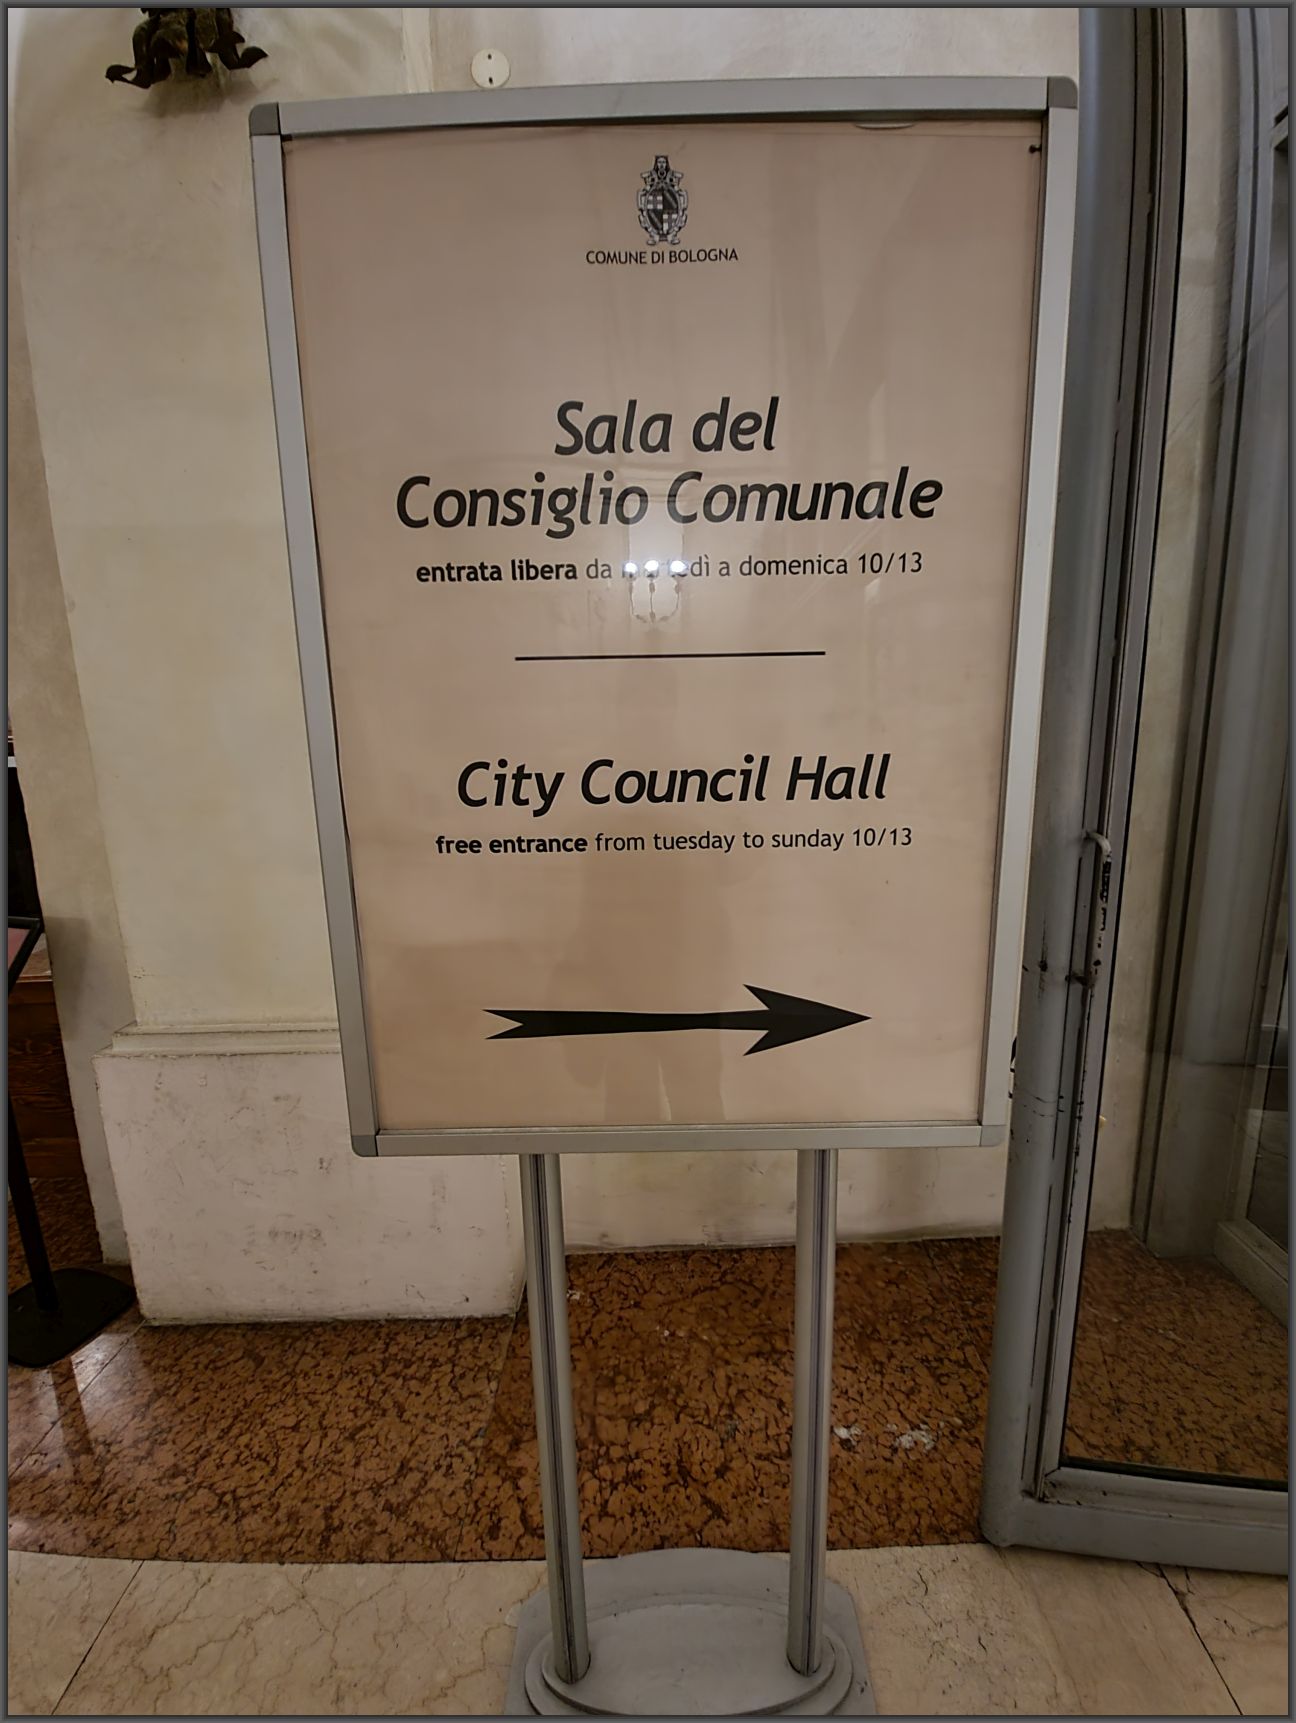 COMUNE DI BOLOGNA
Sala del
Consiglio Comunale
entrata libera da martedì a domenica 10/13
City Council Hall
free entrance from tuesday to sunday 10/13